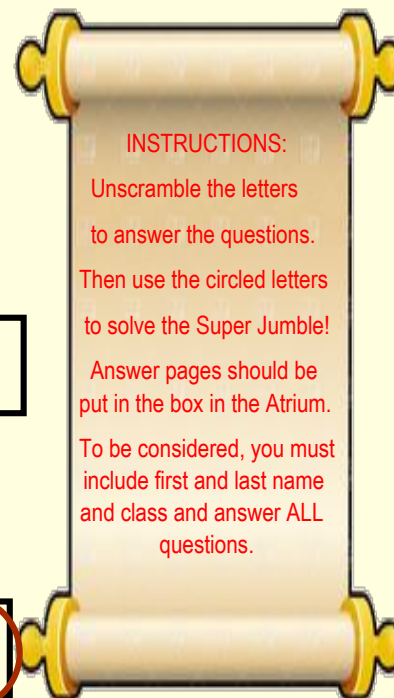 INSTRUCTIONS:
Unscramble the letters
to answer the questions.
Then use the circled letters
to solve the Super Jumble!
Answer pages should be
put in the box in the Atrium.
To be considered, you must
include first and last name
and class and answer ALL
questions.